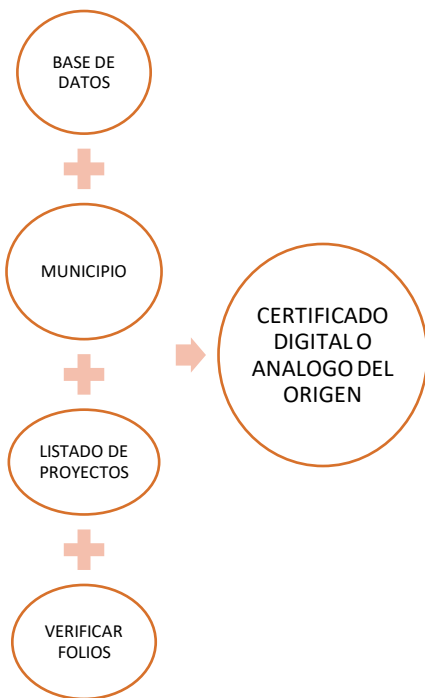 BASE DE
DATOS
MUNICIPIO
LISTADO DE
PROYECTOS
VERIFICAR
FOLIOS
CERTIFICADO
DIGITAL O
ANALOGO DEL
ORIGEN